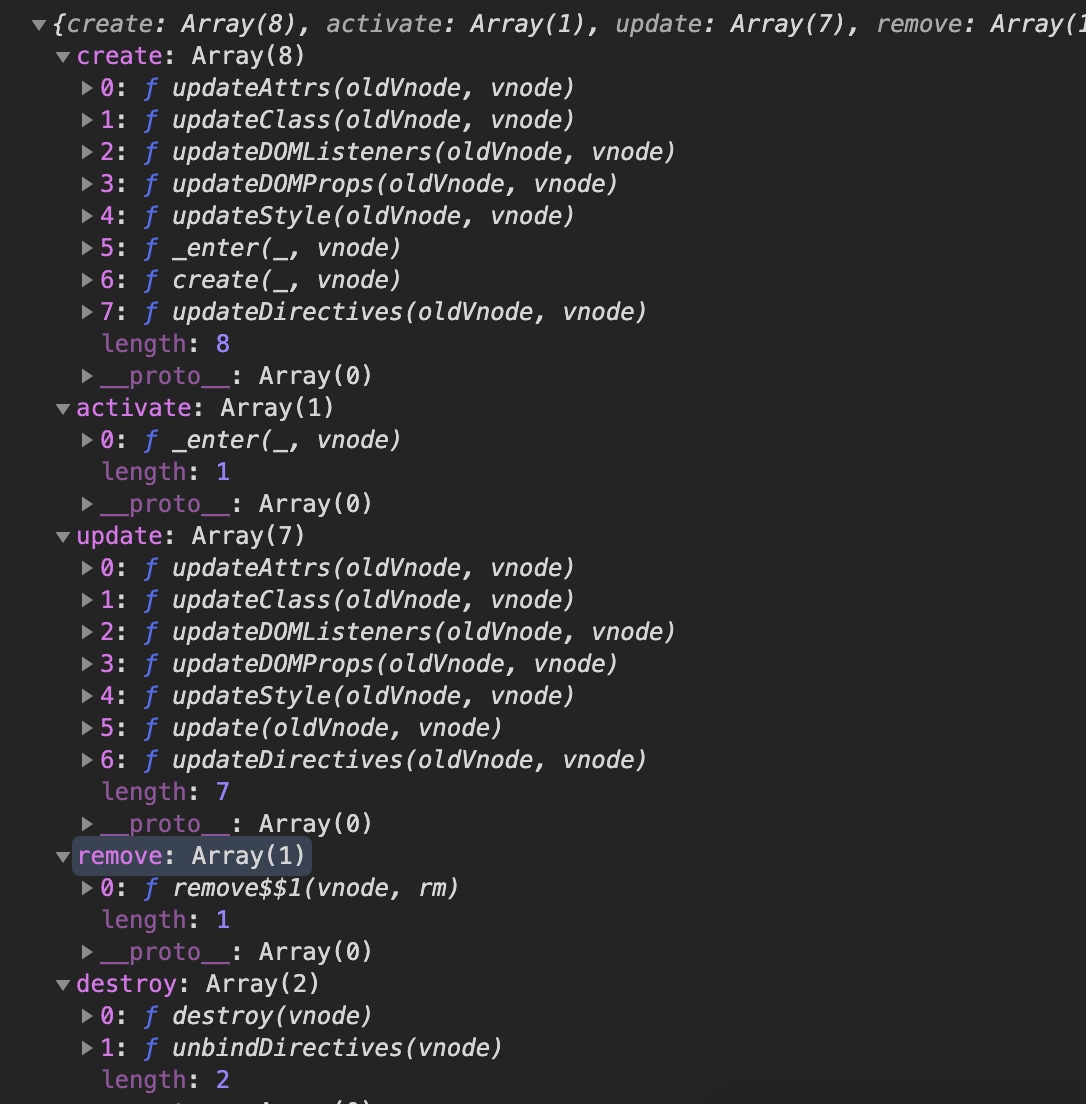 ▼{create: Array(8), activate: Array(1), update: Array(7), remove: Array(1
▼create: Array(8)
▶0: ƒ updateAttrs(oldVnode, vnode)
▶1: ƒ updateClass(oldVnode, vnode)
▶2: ƒ updateDOMListeners(oldVnode, vnode)
▶3: ƒ updateDOMProps(oldVnode, vnode)
▶4: ƒ updateStyle(oldVnode, vnode)
▶5: ƒ _enter(_, vnode)
▶6: ƒ create(_, vnode)
▶7: ƒ updateDirectives(oldVnode, vnode)
length: 8
▶__proto__: Array(0)
▼activate: Array(1)
▶0: ƒ _enter(_, vnode)
length: 1
▶__proto__: Array(0)
▼update: Array(7)
▶0: ƒ updateAttrs(oldVnode, vnode)
▶1: ƒ updateClass(oldVnode, vnode)
▶2: ƒ updateDOMListeners(oldVnode, vnode)
▶3: ƒ updateDOMProps(oldVnode, vnode)
▶4: ƒ updateStyle(oldVnode, vnode)
▶5: ƒ update(oldVnode, vnode)
▶6: ƒ updateDirectives(oldVnode, vnode)
length: 7
▶__proto__: Array(0)
▼remove: Array(1)
▶0: ƒ remove$$1(vnode, rm)
length: 1
▶__proto__: Array(0)
▼destroy: Array(2)
▶0: ƒ destroy(vnode)
▶1: ƒ unbindDirectives(vnode)
length: 2